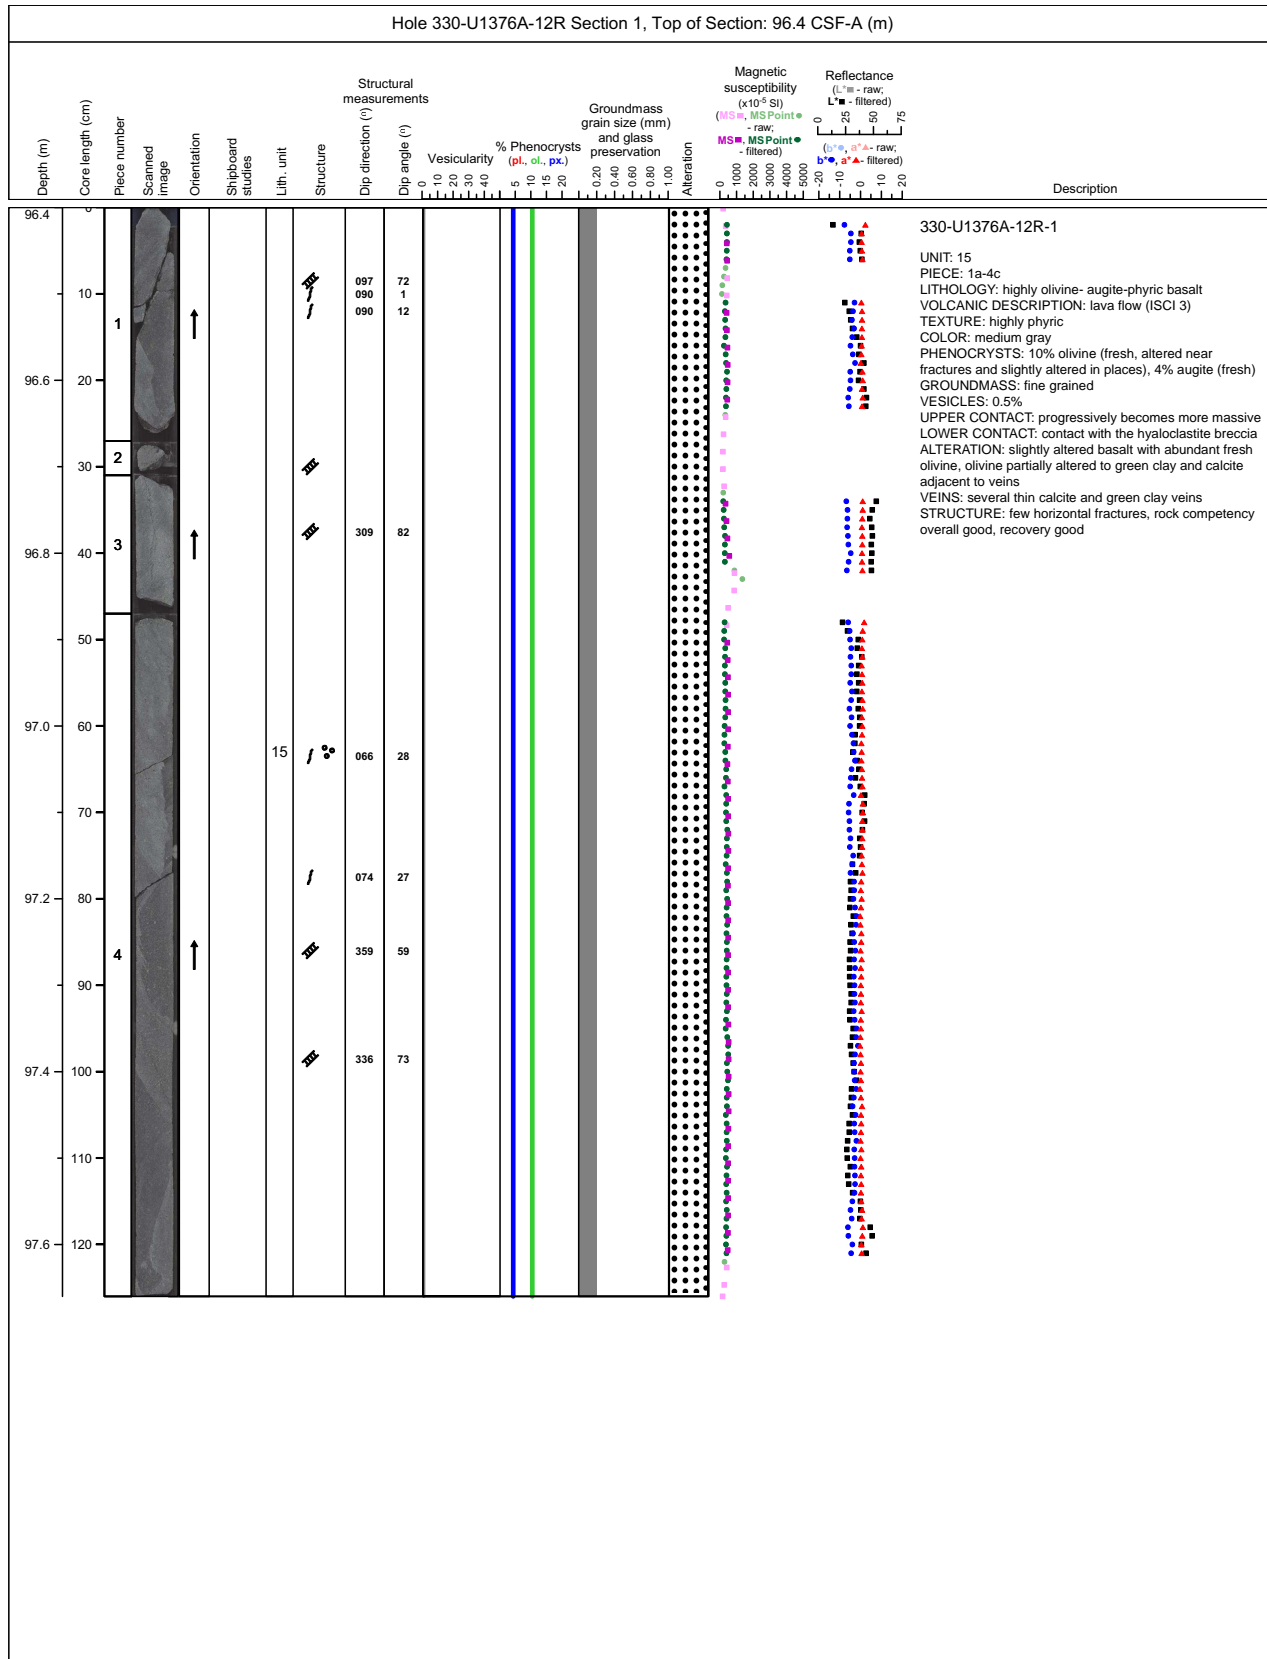 Hole 330-U1376A-12R Section 1, Top of Section: 96.4 CSF-A (m)
Depth (m)
Core length (cm)
Piece number
Scanned
image
Orientation
Shipboard
studies
Lith. unit
Structure
Structural
measurements
Dip direction (°)
Dip angle (°)
Vesicularity
0 10 20 30 40
% Phenocrysts
(pl., ol., px.)
5 10 15 20
Groundmass
grain size (mm)
and glass
preservation
0.20 0.40 0.60 0.80 1.00
Alteration
Magnetic
susceptibility
(x10-5 SI)
(MS■, MSPoint●
- raw;
MS■, MSPoint●
- filtered)
0 1000 2000 3000 4000 5000
Reflectance
(L*■ - raw;
L*■ - filtered)
0 25 50 75
(b*●, a*▲- raw;
b*●, a*▲- filtered)
-20 -10 0 10 20
Description
96.4
96.6
96.8
97.0
97.2
97.4
97.6
0
10
20
30
40
50
60
70
80
90
100
110
120
1
2
3
4
15
097 72
090 1
090 12
309 82
066 28
074 27
359 59
336 73
330-U1376A-12R-1
UNIT: 15
PIECE: 1a-4c
LITHOLOGY: highly olivine- augite-phyric basalt
VOLCANIC DESCRIPTION: lava flow (ISCI 3)
TEXTURE: highly phyric
COLOR: medium gray
PHENOCRYSTS: 10% olivine (fresh, altered near
fractures and slightly altered in places), 4% augite (fresh)
GROUNDMASS: fine grained
VESICLES: 0.5%
UPPER CONTACT: progressively becomes more massive
LOWER CONTACT: contact with the hyaloclastite breccia
ALTERATION: slightly altered basalt with abundant fresh
olivine, olivine partially altered to green clay and calcite
adjacent to veins
VEINS: several thin calcite and green clay veins
STRUCTURE: few horizontal fractures, rock competency
overall good, recovery good